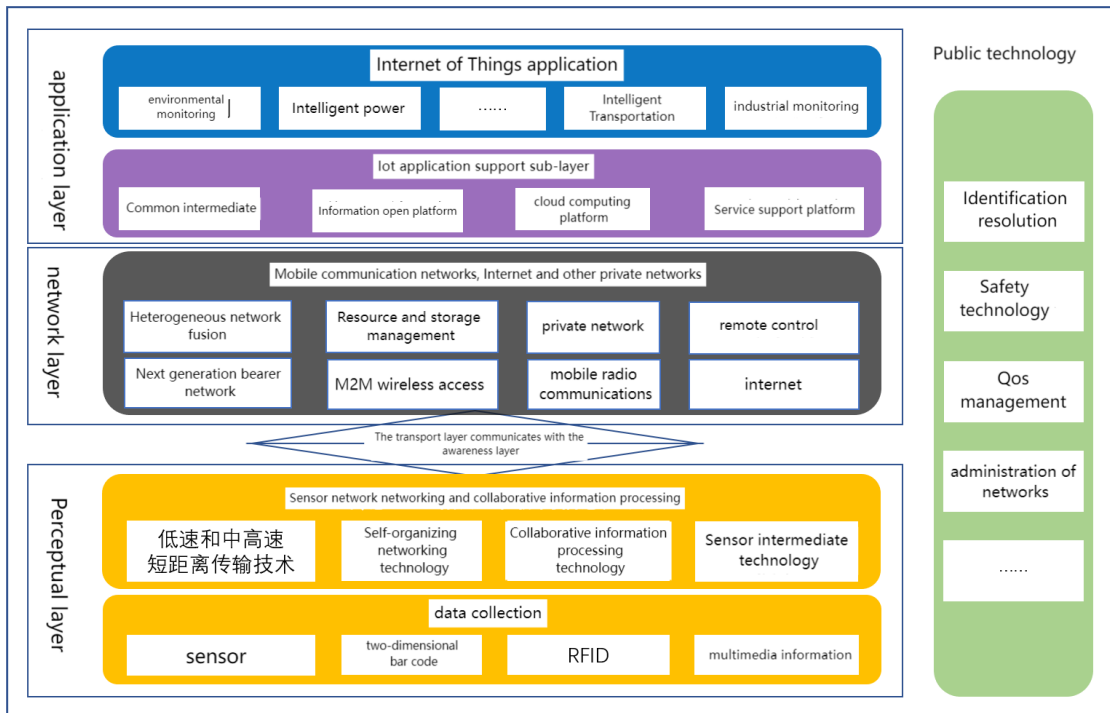 application layer
Internet of Things application
environmental
monitoring
Intelligent power
……
Intelligent
Transportation
industrial monitoring
Iot application support sub-layer
Common intermediate
Information open platform
cloud computing
platform
Service support platform
network layer
Mobile communication networks, Internet and other private networks
Heterogeneous network
fusion
Resource and storage
management
private network
remote control
Next generation bearer
network
M2M wireless access
mobile radio
communications
internet
The transport layer communicates with the
awareness layer
Perceptual layer
Sensor network networking and collaborative information processing
低速和中高速
短距离传输技术
Self-organizing
networking
technology
Collaborative information
processing
technology
Sensor intermediate
technology
data collection
sensor
two-dimensional
bar code
RFID
multimedia information
Public technology
Identification
resolution
Safety
technology
Qos
management
administration of
networks
……